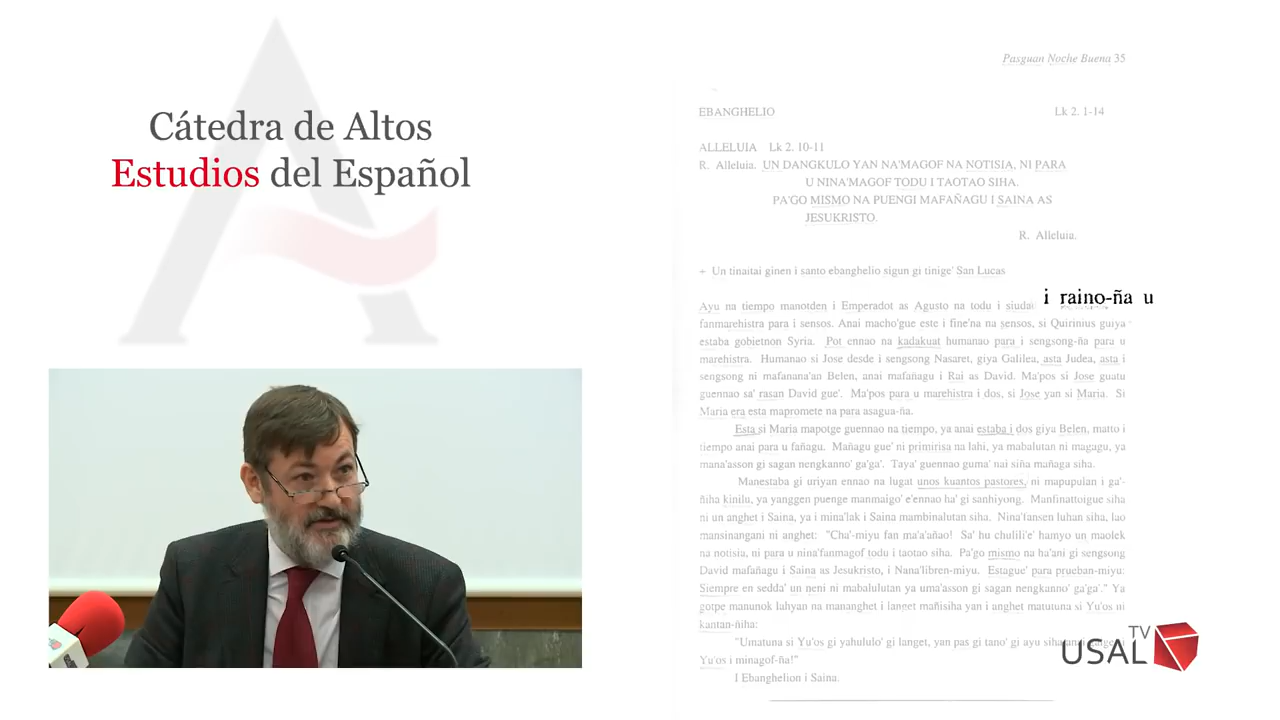 Cátedra de Altos
Estudios del Español
Pasguan Noche Buena 35
EBANGHELIO Lk 2. 1-14
ALLELUIA Lk 2. 10-11
R. Alleluia. UN DANGKULO YAN NA'MAGOF NA NOTISIA, NI PARA
U NINA'MAGOF TODU I TAOTAO SIHA.
PA'GO MISMO NA PUENGI MAFAÑAGU I SAINA AS
JESUKRISTO.
R. Alleluia.
+ Un tinaitai ginen i santo ebanghelio sigun gi tinige' San Lucas
Ayu na tiempo manotden i Emperadot as Agusto na todu i siudat i raino-ña u
fanmarehistra para i sensos. Anai macho'gue este i fine'na na sensos, si Quirinius guiya
estaba gobietnon Syria. Pot ennao na kadakuat humanao para i sengsong-ña para u
marehistra. Humanao si Jose desde i sengsong Nasaret, giya Galilea, asta Judea, asta i
sengsong ni mafanana'an Belen, anai mafañagu i Rai as David. Ma'pos si Jose guatu
guennao sa' rasan David gue'. Ma'pos para u marehistra i dos, si Jose yan si Maria. Si
Maria era esta mapromete na para asagua-ña.
Esta si Maria mapotge guennao na tiempo, ya anai estaba i dos giya Belen, matto i
tiempo anai para u fañagu. Mañagu gue' ni primirisa na lahi, ya mabalutan ni magagu, ya
mana'asson gi sagan nengkanno' ga'ga'. Taya' guennao guma' nai siña mañaga siha.
Manestaba gi uriyan ennao na lugat unos kuantos pastores, ni mapupulan i ga'-
ñiha kinilu, ya yanggen puenge manmaigo' e'ennao ha' gi sanhiyong. Manfinattoigue siha
ni un anghet i Saina, ya i mina'lak i Saina mambinalutan siha. Nina'fansen luhan siha, lao
mansinangani ni anghet: "Cha'-miyu fan ma'a'añao! Sa' hu chulili'e' hamyo un maolek
na notisia, ni para u nina'fanmagof todu i taotao siha. Pa'go mismo na ha'ani gi sengsong
David mafañagu i Saina as Jesukristo, i Nana'libren-miyu. Estague' para prueban-miyu:
Siempre en sedda' un neni ni mabalulutan ya uma'asson gi sagan nengkanno' ga'ga'." Ya
gotpe manunok lahyan na mananghet i langet mañisiha yan i anghet matutuna si Yu'os ni
kantan-ñiha:
"Umatuna si Yu'os gi yahululo' gi langet, yan pas gi tano' gi ayu siha
Yu'os i minagof-ña!"
I Ebanghelion i Saina.
USAL TV